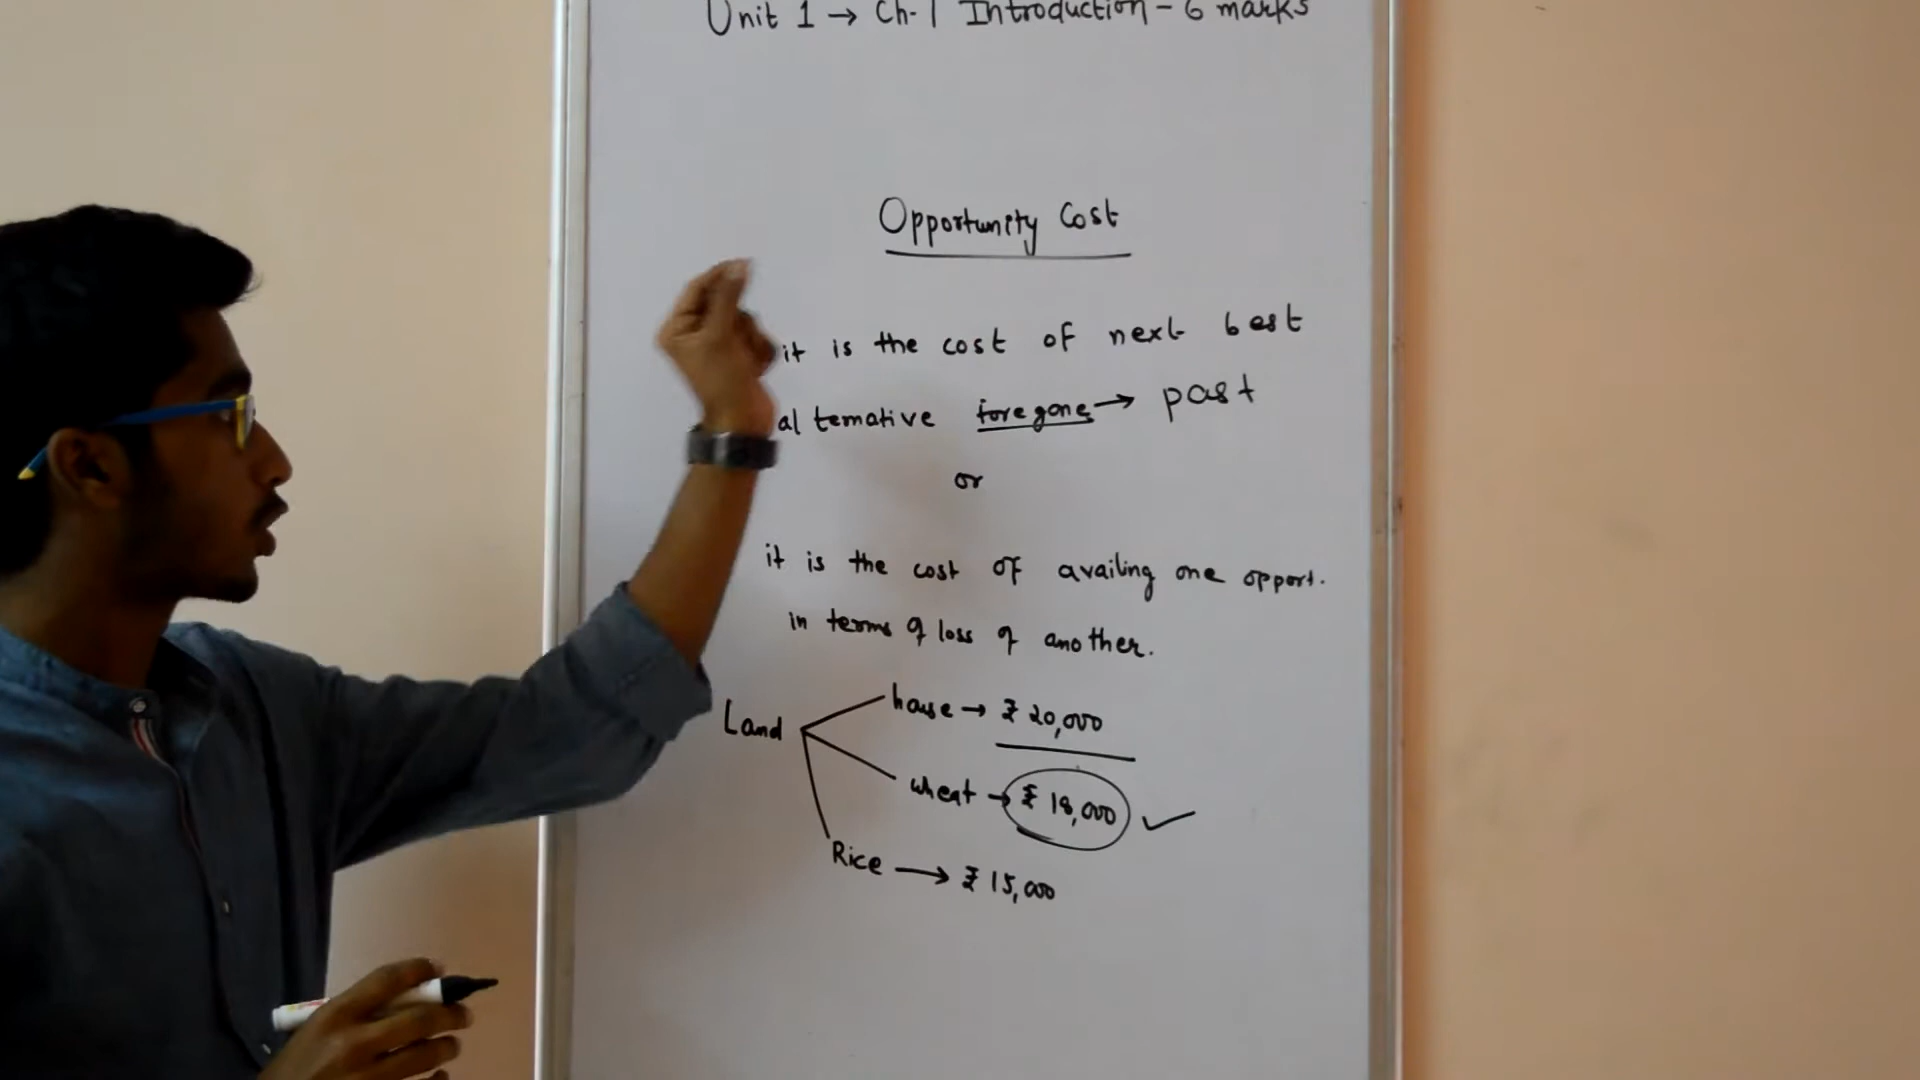 Unit 1 → Ch-1 Introduction - 6 marks
Opportunity Cost
it is the cost of next best
alternative foregone → past
or
it is the cost of availing one opport.
in terms of loss of another.
Land
house → ₹ 20,000
wheat → ₹ 18,000 ✓
Rice → ₹ 15,000